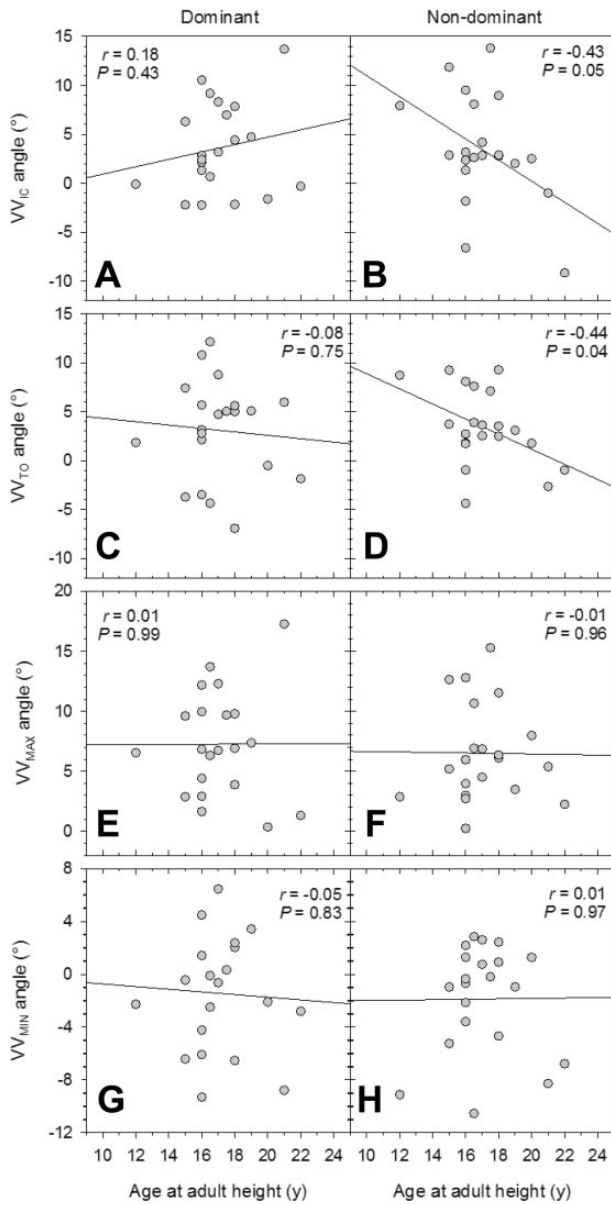 Dominant Non-dominant
r = 0.18
P = 0.43
r = -0.43
P = 0.05
15
10
5
0
-5
-10
VV_IC angle (°)
A B
r = -0.08
P = 0.75
r = -0.44
P = 0.04
15
10
5
0
-5
-10
VV_TO angle (°)
C D
r = 0.01
P = 0.99
r = -0.01
P = 0.96
20
15
10
5
0
VV_MAX angle (°)
E F
r = -0.05
P = 0.83
r = 0.01
P = 0.97
8
4
0
-4
-8
-12
VV_MIN angle (°)
G H
10 12 14 16 18 20 22 24 10 12 14 16 18 20 22 24
Age at adult height (y) Age at adult height (y)